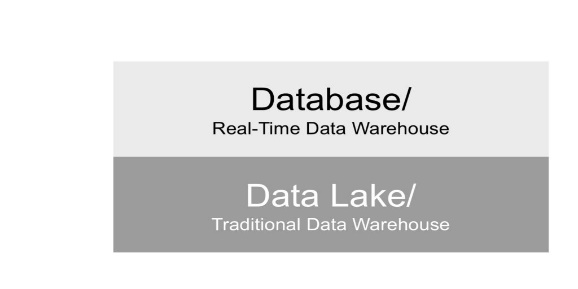 Database/
Real-Time Data Warehouse
Data Lake/
Traditional Data Warehouse